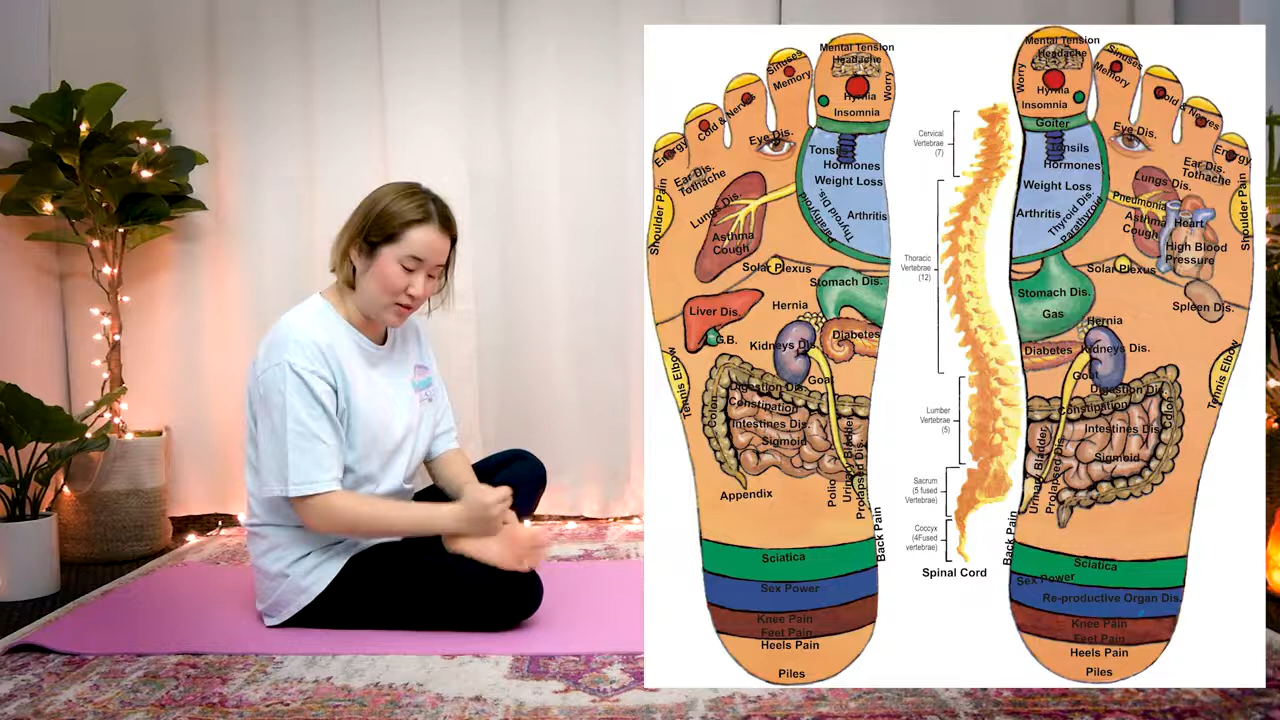 Mental Tension
Headache
Worry
Hyrnia
Insomnia
Sinuses
Memory
Cold & Nerves
Energy
Eye Dis.
Ear Dis.
Tothache
Shoulder Pain
Tonsils
Hormones
Weight Loss
Arthritis
Thyoid Dis.
Parathyroid
Lungs Dis.
Asthma
Cough
Solar Plexus
Stomach Dis.
Hernia
Liver Dis.
G.B.
Kidneys Dis.
Diabetes
Goat
Tennis Elbow
Digestion Dis.
Constipation
Colon
Intestines Dis.
Sigmoid
Appendix
Polio
Urinary Bladder
Prolapsed Dis.
Back Pain
Sciatica
Sex Power
Knee Pain
Feet Pain
Heels Pain
Piles
Cervical
Vertebrae
(7)
Thoracic
Vertebrae
(12)
Lumber
Vertebrae
(5)
Sacrum
(5 fused
Vertebrae)
Coccyx
(4Fused
vertebrae)
Spinal Cord
Mental Tension
Headache
Worry
Hyrnia
Insomnia
Goiter
Sinuses
Memory
Cold & Nerves
Energy
Eye Dis.
Ear Dis.
Tothache
Shoulder Pain
Tonsils
Hormones
Weight Loss
Arthritis
Thyroid Dis.
Parathyroid
Lungs Dis.
Pneumonia
Asthma
Cough
Heart
High Blood
Pressure
Solar Plexus
Stomach Dis.
Gas
Spleen Dis.
Hernia
Diabetes
Kidneys Dis.
Goat
Tennis Elbow
Digestion Dis.
Constipation
Colon
Intestines Dis.
Sigmoid
Urinary Bladder
Prolapsed Dis.
Back Pain
Sciatica
Sex Power
Re-productive Organ Dis.
Knee Pain
Feet Pain
Heels Pain
Piles